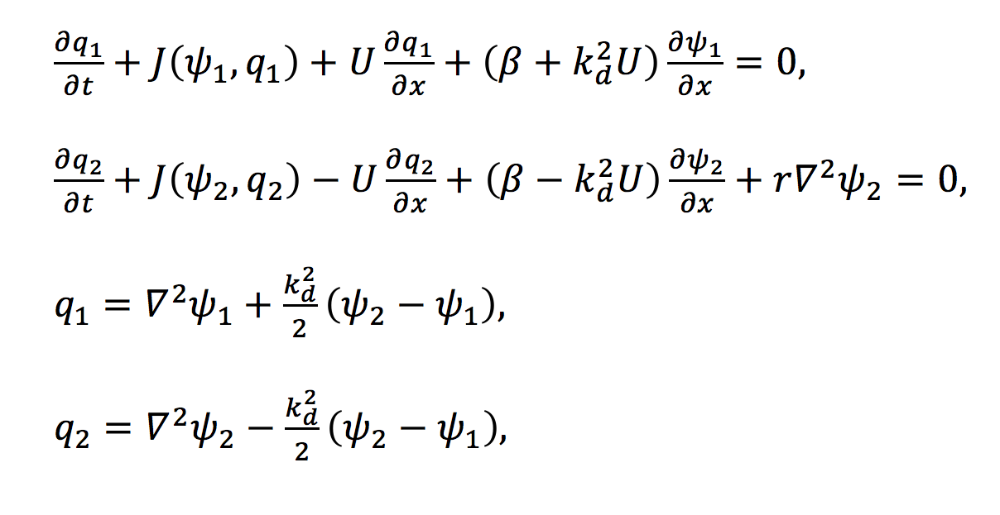 ∂q₁/∂t + J(ψ₁, q₁) + U ∂q₁/∂x + (β + k_d²U) ∂ψ₁/∂x = 0,
∂q₂/∂t + J(ψ₂, q₂) − U ∂q₂/∂x + (β − k_d²U) ∂ψ₂/∂x + r∇²ψ₂ = 0,
q₁ = ∇²ψ₁ + k_d²/2 (ψ₂ − ψ₁),
q₂ = ∇²ψ₂ − k_d²/2 (ψ₂ − ψ₁),